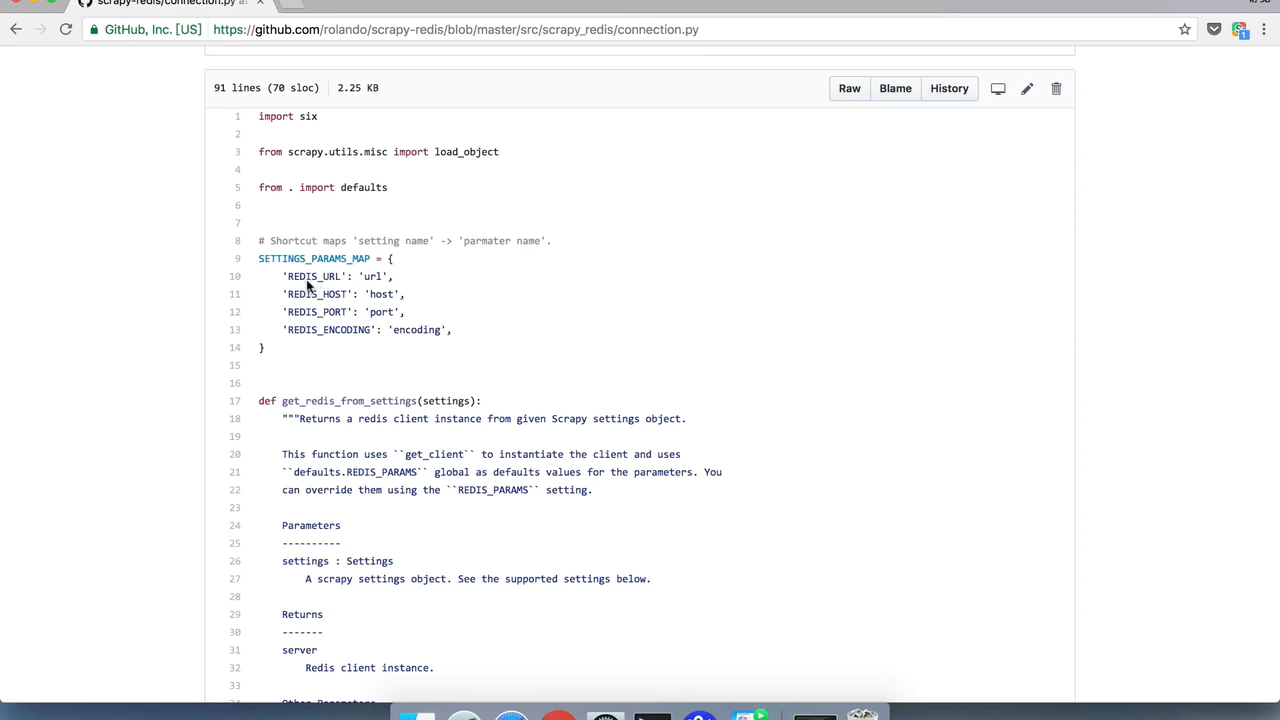 scrapy-redis/connection.py at
GitHub, Inc. [US] https://github.com/rolando/scrapy-redis/blob/master/src/scrapy_redis/connection.py
91 lines (70 sloc) 2.25 KB Raw Blame History
1 import six
2
3 from scrapy.utils.misc import load_object
4
5 from . import defaults
6
7
8 # Shortcut maps 'setting name' -> 'parmater name'.
9 SETTINGS_PARAMS_MAP = {
10 'REDIS_URL': 'url',
11 'REDIS_HOST': 'host',
12 'REDIS_PORT': 'port',
13 'REDIS_ENCODING': 'encoding',
14 }
15
16
17 def get_redis_from_settings(settings):
18 """Returns a redis client instance from given Scrapy settings object.
19
20 This function uses ``get_client`` to instantiate the client and uses
21 ``defaults.REDIS_PARAMS`` global as defaults values for the parameters. You
22 can override them using the ``REDIS_PARAMS`` setting.
23
24 Parameters
25 ----------
26 settings : Settings
27 A scrapy settings object. See the supported settings below.
28
29 Returns
30 -------
31 server
32 Redis client instance.
33
34 Other Parameters